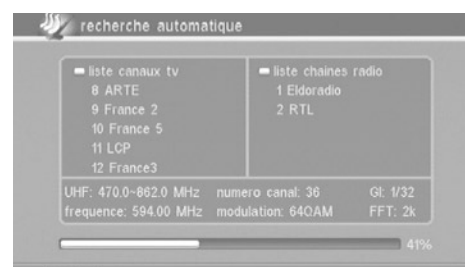 recherche automatique
liste canaux tv
8 ARTE
9 France 2
10 France 5
11 LCP
12 France3
liste chaines radio
1 Eldoradio
2 RTL
UHF: 470.0~862.0 MHz numero canal: 36 GI: 1/32
frequence: 594.00 MHz modulation: 64QAM FFT: 2k
41%